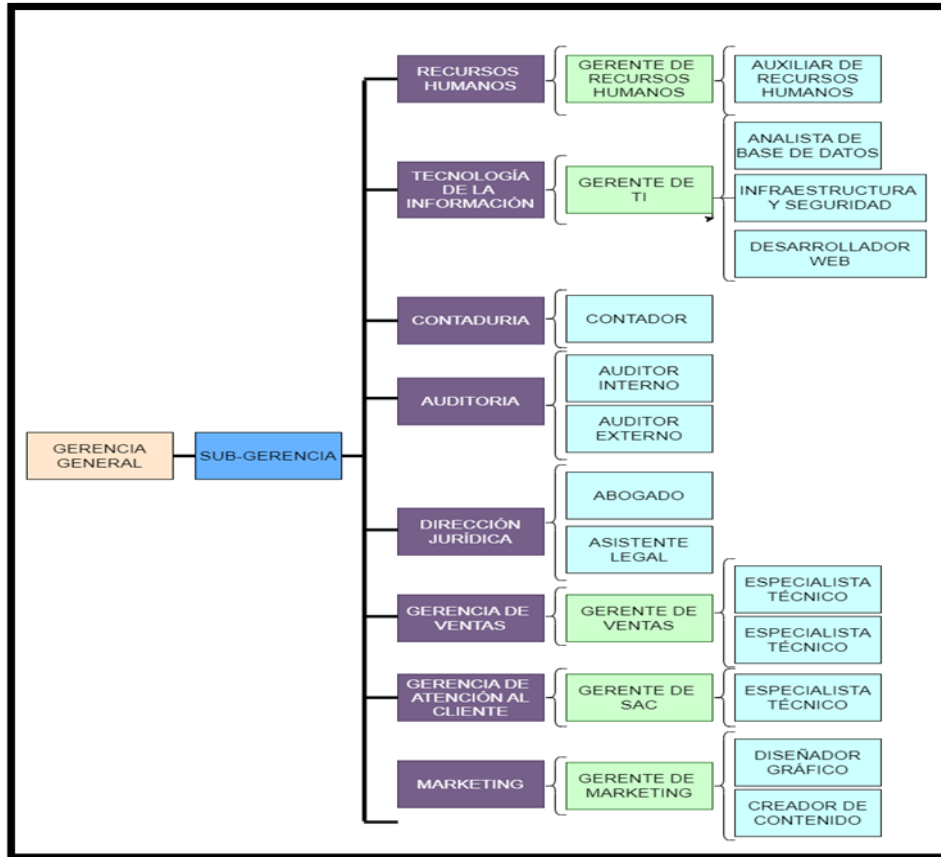 RECURSOS
HUMANOS
GERENTE DE
RECURSOS
HUMANOS
AUXILIAR DE
RECURSOS
HUMANOS
TECNOLOGÍA
DE LA
INFORMACIÓN
GERENTE DE
TI
ANALISTA DE
BASE DE DATOS
INFRAESTRUCTURA
Y SEGURIDAD
DESARROLLADOR
WEB
CONTADURIA
CONTADOR
AUDITORIA
AUDITOR
INTERNO
AUDITOR
EXTERNO
GERENCIA
GENERAL
SUB-GERENCIA
DIRECCIÓN
JURÍDICA
ABOGADO
ASISTENTE
LEGAL
GERENCIA DE
VENTAS
GERENTE DE
VENTAS
ESPECIALISTA
TÉCNICO
ESPECIALISTA
TÉCNICO
GERENCIA DE
ATENCIÓN AL
CLIENTE
GERENTE DE
SAC
ESPECIALISTA
TÉCNICO
MARKETING
GERENTE DE
MARKETING
DISEÑADOR
GRÁFICO
CREADOR DE
CONTENIDO